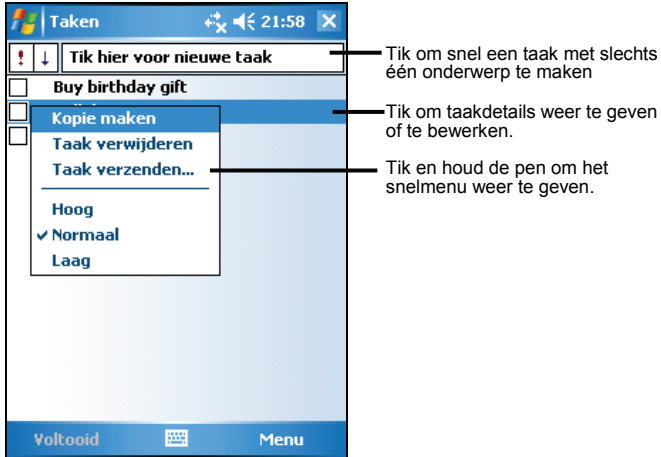 Taken 21:58
! ↓ Tik hier voor nieuwe taak
Buy birthday gift
Kopie maken
Taak verwijderen
Taak verzenden...
Hoog
Normaal
Laag
Voltooid Menu
Tik om snel een taak met slechts
één onderwerp te maken
Tik om taakdetails weer te geven
of te bewerken.
Tik en houd de pen om het
snelmenu weer te geven.